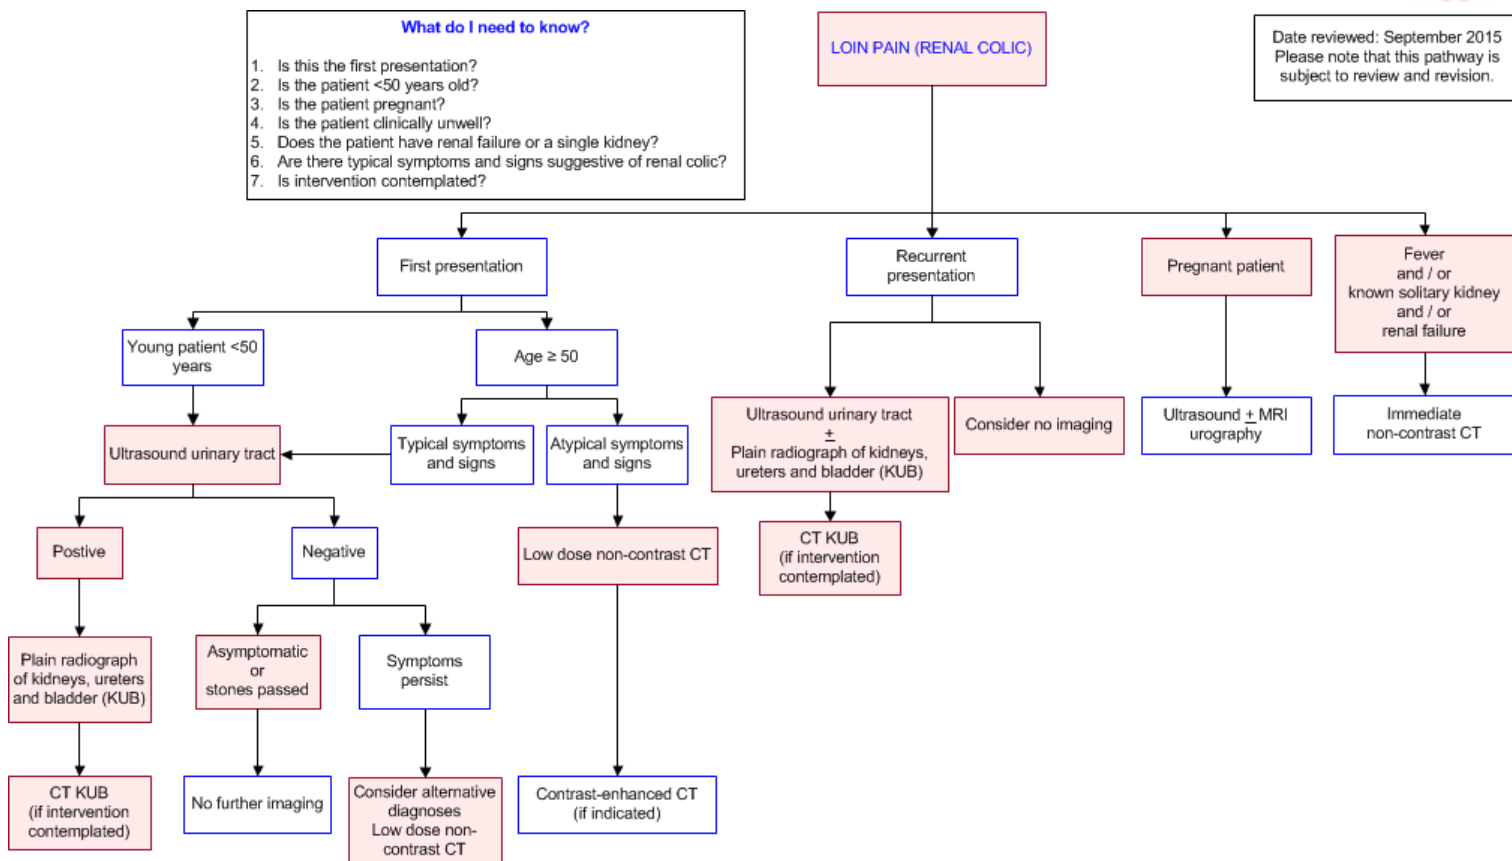 What do I need to know?
1. Is this the first presentation?
2. Is the patient <50 years old?
3. Is the patient pregnant?
4. Is the patient clinically unwell?
5. Does the patient have renal failure or a single kidney?
6. Are there typical symptoms and signs suggestive of renal colic?
7. Is intervention contemplated?
LOIN PAIN (RENAL COLIC)
Date reviewed: September 2015
Please note that this pathway is
subject to review and revision.
First presentation
Recurrent
presentation
Pregnant patient
Fever
and / or
known solitary kidney
and / or
renal failure
Young patient <50
years
Age ≥ 50
Ultrasound urinary tract
Typical symptoms
and signs
Atypical symptoms
and signs
Ultrasound urinary tract
±
Plain radiograph of kidneys,
ureters and bladder (KUB)
Consider no imaging
Ultrasound ± MRI
urography
Immediate
non-contrast CT
Postive
Negative
Low dose non-contrast CT
CT KUB
(if intervention
contemplated)
Plain radiograph
of kidneys, ureters
and bladder (KUB)
Asymptomatic
or
stones passed
Symptoms
persist
CT KUB
(if intervention
contemplated)
No further imaging
Consider alternative
diagnoses
Low dose non-
contrast CT
Contrast-enhanced CT
(if indicated)